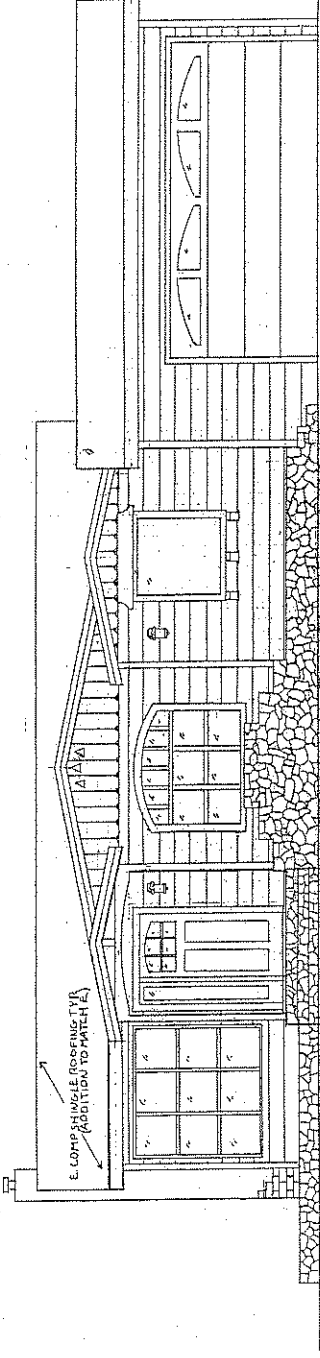 E. COMP SHINGLE ROOFING TYP.
(ADDITION TO MATCH E)